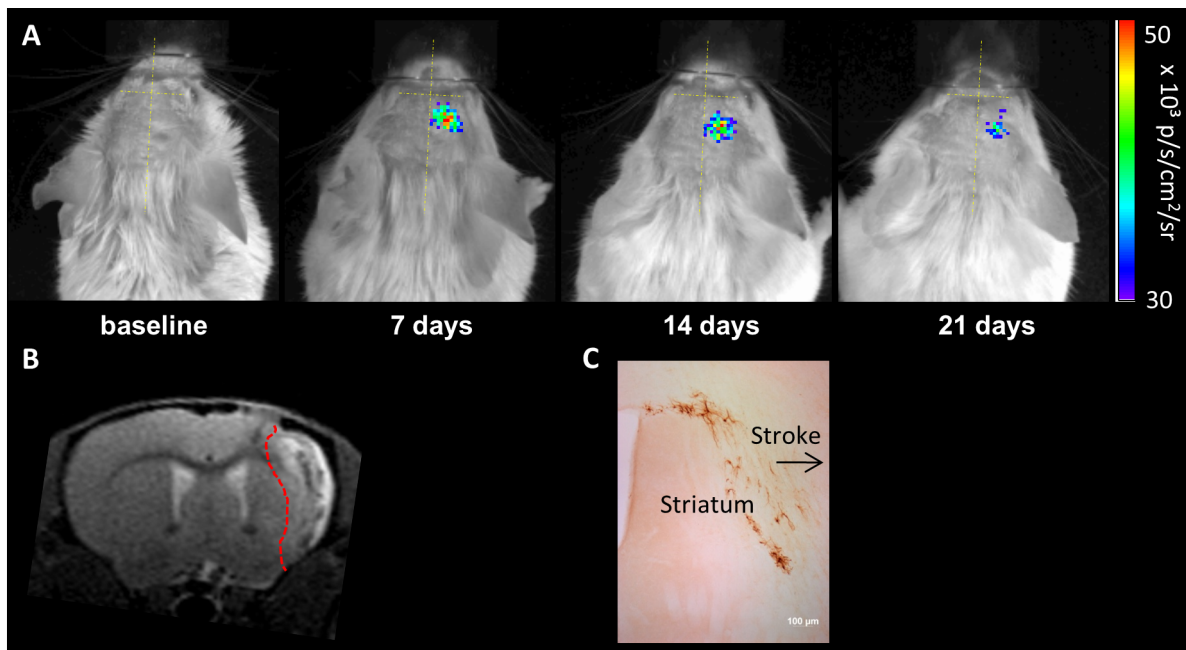 A
50
x 10³ p/s/cm²/sr
30
baseline
7 days
14 days
21 days
B
C
Stroke
Striatum
100 µm